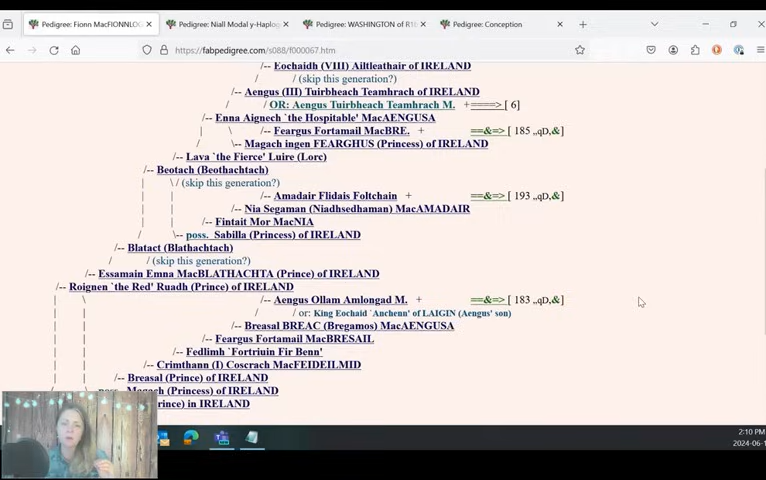 Pedigree: Fionn MacFIONNLOG
Pedigree: Niall Modal y-Haplog
Pedigree: WASHINGTON of R1
Pedigree: Conception
https://fabpedigree.com/s088/f000067.htm
/-- Eochaidh (VIII) Ailtleathair of IRELAND
/ / (skip this generation?)
/-- Aengus (III) Tuirbheach Teamhrach of IRELAND
/ / OR: Aengus Tuirbheach Teamhrach M. +====> [ 6]
/-- Enna Aignech `the Hospitable' MacAENGUSA
| \ /-- Feargus Fortamail MacBRE. + ==&=> [ 185 ,,qD,&]
/ \-- Magach ingen FEARGHUS (Princess) of IRELAND
/-- Lava `the Fierce' Luire (Lorc)
/-- Beotach (Beothachtach)
| \ / (skip this generation?)
| | /-- Amadair Flidais Foltchain + ==&=> [ 193 ,,qD,&]
| | /-- Nia Segaman (Niadhsedhaman) MacAMADAIR
| | /-- Fintait Mor MacNIA
/ \-- poss. Sabilla (Princess) of IRELAND
/-- Blatact (Blathachtach)
/ / (skip this generation?)
/-- Essamain Emna MacBLATHACHTA (Prince) of IRELAND
/-- Roignen `the Red' Ruadh (Prince) of IRELAND
| \ /-- Aengus Ollam Amlongad M. + ==&=> [ 183 ,,qD,&]
| | / / or: King Eochaid `Anchenn' of LAIGIN (Aengus' son)
| | /-- Breasal BREAC (Bregamos) MacAENGUSA
| | /-- Feargus Fortamail MacBRESAIL
| | /-- Fedlimh `Fortriuin Fir Benn'
| | /-- Crimthann (I) Coscrach MacFEIDEILMID
| | /-- Breasal (Prince) of IRELAND
Magach (Princess) of IRELAND
rince) in IRELAND
2:10 PM